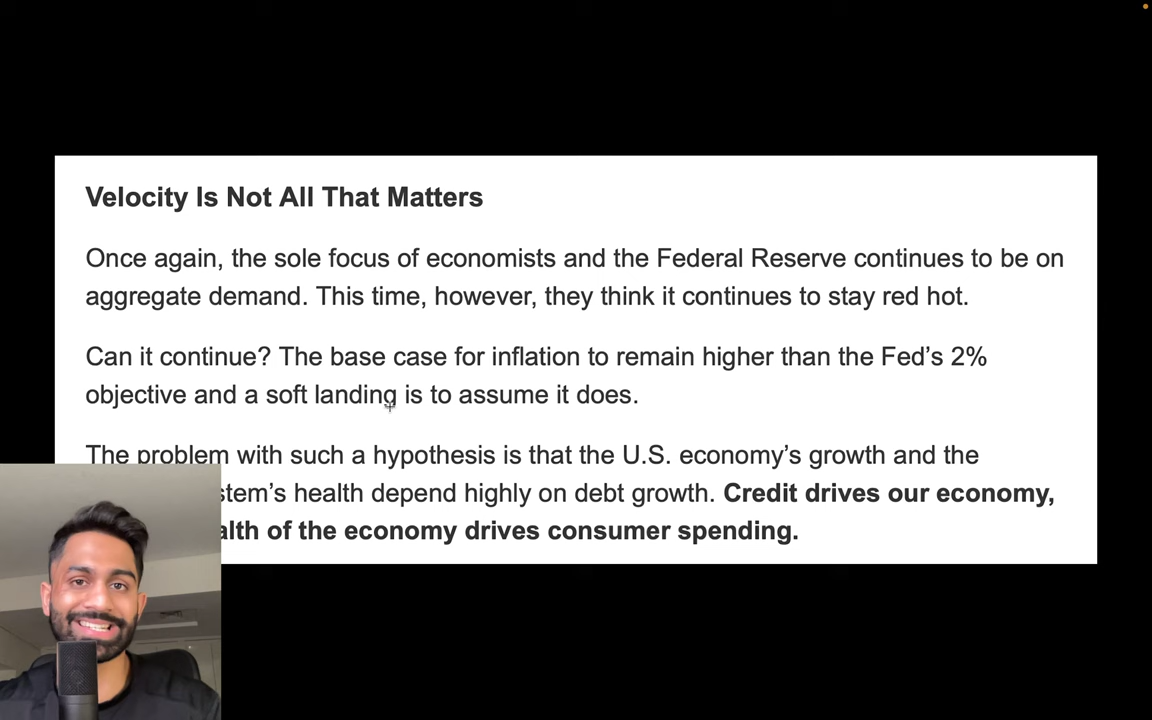 Velocity Is Not All That Matters
Once again, the sole focus of economists and the Federal Reserve continues to be on
aggregate demand. This time, however, they think it continues to stay red hot.
Can it continue? The base case for inflation to remain higher than the Fed’s 2%
objective and a soft landing is to assume it does.
The problem with such a hypothesis is that the U.S. economy’s growth and the
health depend highly on debt growth. Credit drives our economy,
of the economy drives consumer spending.